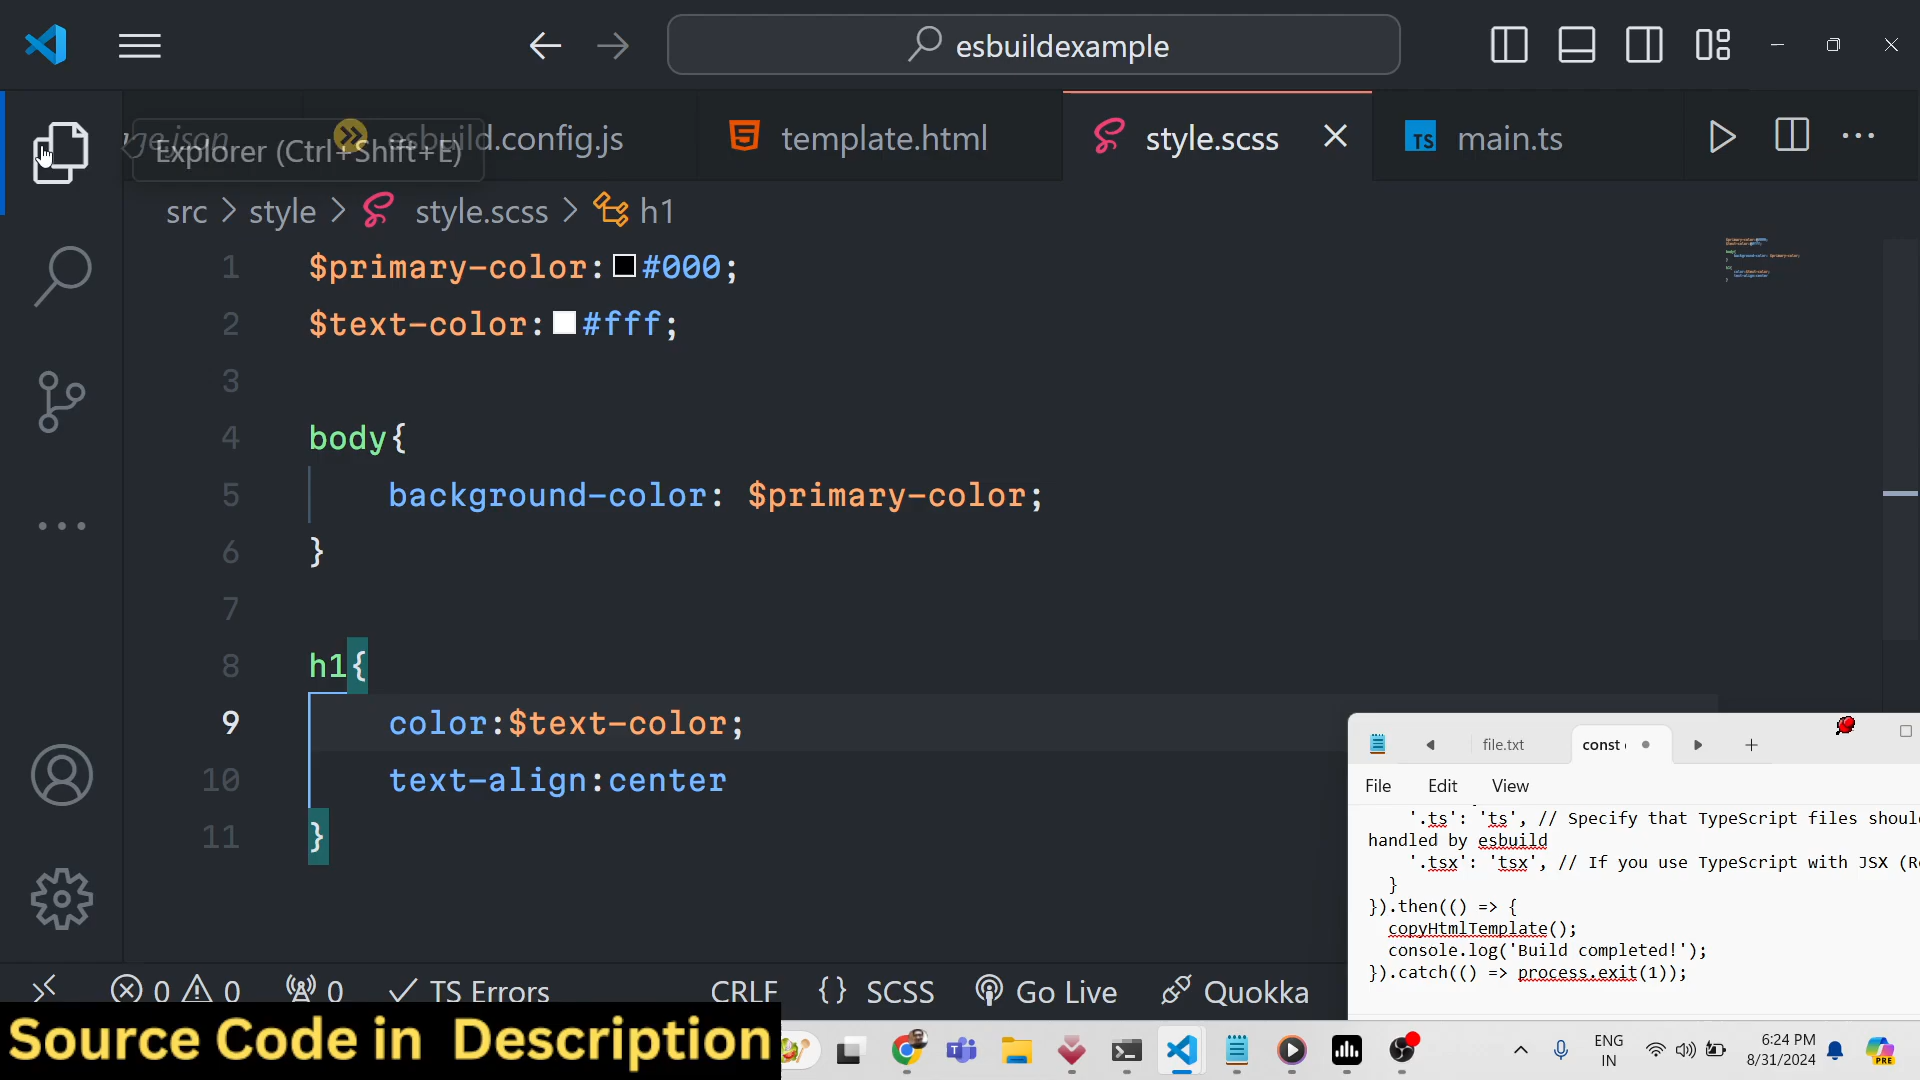 esbuildexample
age.json
esbuild.config.js
template.html
style.scss
main.ts
Explorer (Ctrl+Shift+E)
src > style > style.scss > h1
1 $primary-color:#000;
2 $text-color:#fff;
3
4 body{
5 background-color: $primary-color;
6 }
7
8 h1{
9 color:$text-color;
10 text-align:center
11 }
file.txt
const
File Edit View
'.ts': 'ts', // Specify that TypeScript files shoul
handled by esbuild
'.tsx': 'tsx', // If you use TypeScript with JSX (R
}
}).then(() => {
copyHtmlTemplate();
console.log('Build completed!');
}).catch(() => process.exit(1));
0 0 0 TS Errors CRLF {} SCSS Go Live Quokka
Source Code in Description
ENG
IN
6:24 PM
8/31/2024
PRE